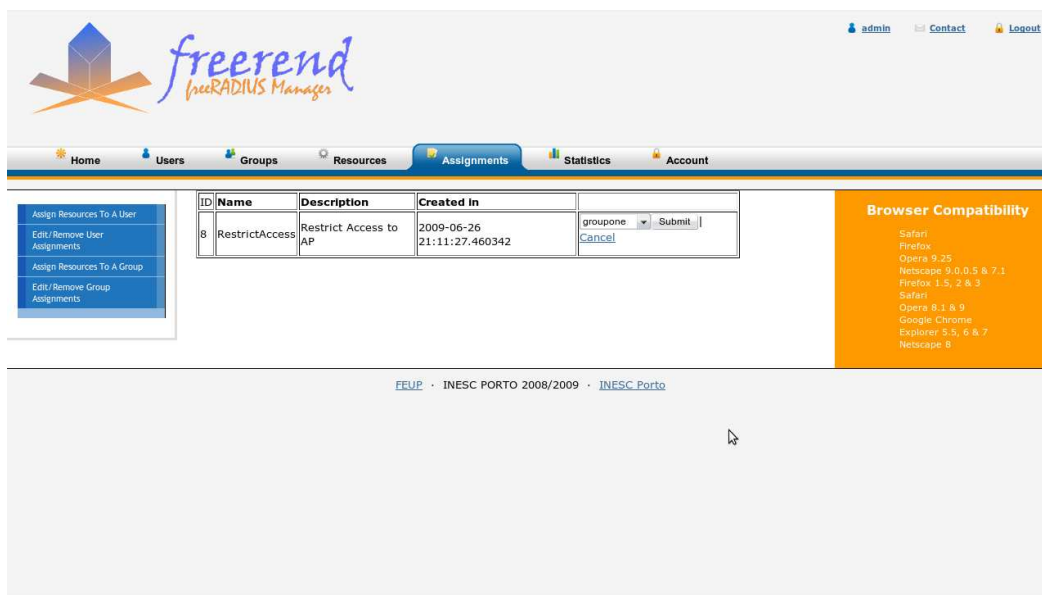 freerend
freeRADIUS Manager
admin
Contact
Logout
Home
Users
Groups
Resources
Assignments
Statistics
Account
Assign Resources To A User
Edit/Remove User
Assignments
Assign Resources To A Group
Edit/Remove Group
Assignments
ID Name Description Created in
8 RestrictAccess Restrict Access to AP 2009-06-26 21:11:27.460342 groupone Submit |
Cancel
Browser Compatibility
Safari
Firefox
Opera 9.25
Netscape 9.0.0.5 & 7.1
Firefox 1.5, 2 & 3
Safari
Opera 8.1 & 9
Google Chrome
Explorer 5.5, 6 & 7
Netscape 8
FEUP · INESC PORTO 2008/2009 · INESC Porto